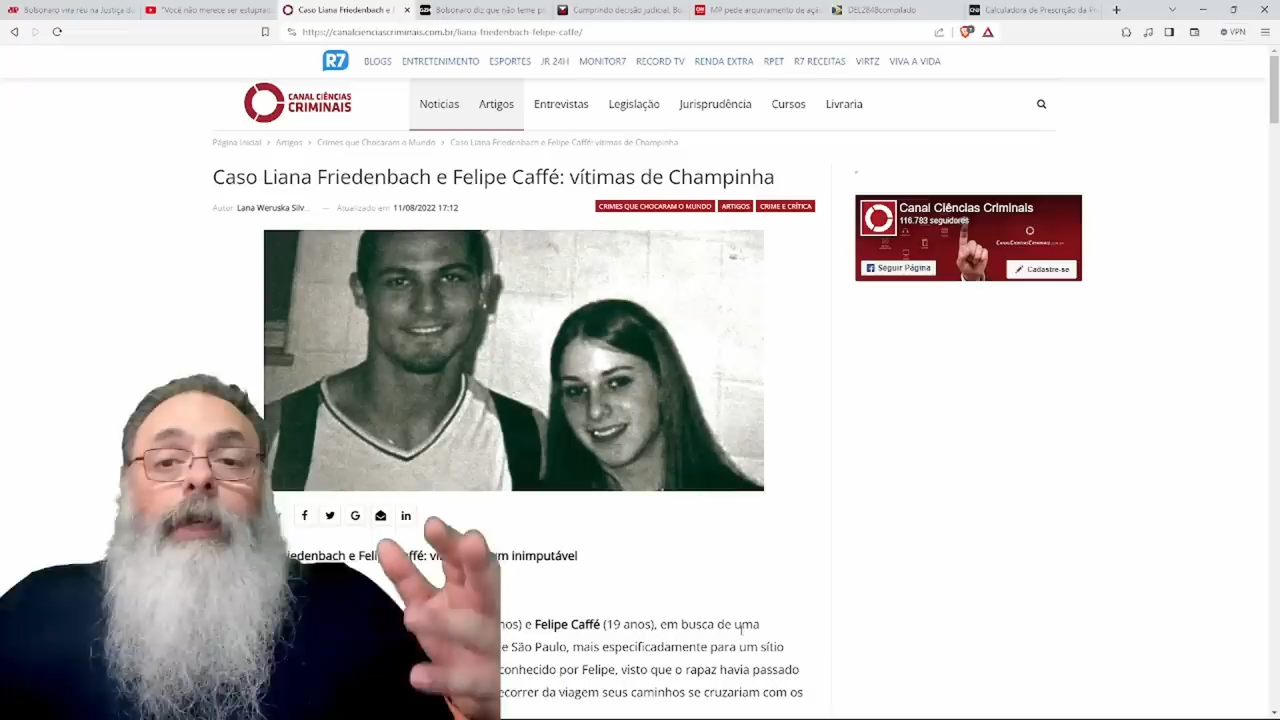 Bolsonaro vira réu na Justiça d
"Você não merece ser estuprad
Caso Liana Friedenbach e Felipe
Bolsonaro diz que não teme p
Cumprindo decisão judicial, Bo
MP pede arquivamento de açã
DEL2848compilado
Calculadora de Prescrição da P
https://canalcienciascriminais.com.br/liana-friedenbach-felipe-caffe/
VPN
R7 BLOGS ENTRETENIMENTO ESPORTES JR 24H MONITOR7 RECORD TV RENDA EXTRA RPET R7 RECEITAS VIRTZ VIVA A VIDA
CANAL CIÊNCIAS
CRIMINAIS
Notícias Artigos Entrevistas Legislação Jurisprudência Cursos Livraria
Página Inicial > Artigos > Crimes que Chocaram o Mundo > Caso Liana Friedenbach e Felipe Caffé: vítimas de Champinha
Caso Liana Friedenbach e Felipe Caffé: vítimas de Champinha
Autor Lana Weruska Silv... — Atualizado em 11/08/2022 17:12
CRIMES QUE CHOCARAM O MUNDO ARTIGOS CRIME E CRÍTICA
Canal Ciências Criminais
116.783 seguidores
CANALCIENCIASCRIMINAIS.COM.BR
Seguir Página Cadastre-se
iedenbach e Feli affé: ví um inimputável
nos) e Felipe Caffé (19 anos), em busca de uma
e São Paulo, mais especificadamente para um sítio
conhecido por Felipe, visto que o rapaz havia passado
ecorrer da viagem seus caminhos se cruzariam com os